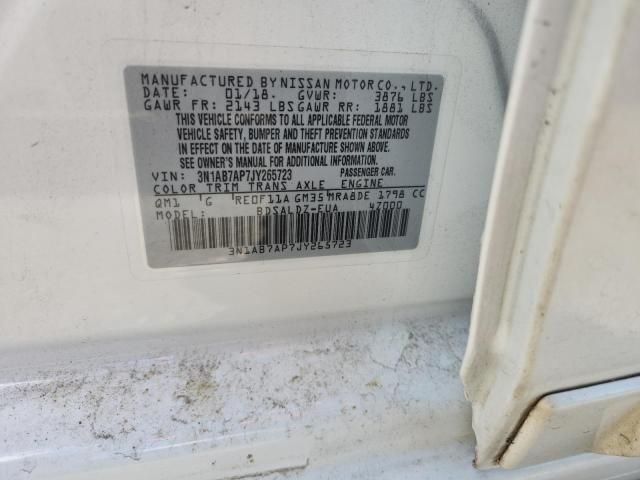 MANUFACTURED BY NISSAN MOTOR CO., LTD.
DATE: 01/18. GVWR: 3876 LBS
GAWR FR: 2143 LBS GAWR RR: 1881 LBS
THIS VEHICLE CONFORMS TO ALL APPLICABLE FEDERAL MOTOR
VEHICLE SAFETY, BUMPER AND THEFT PREVENTION STANDARDS
IN EFFECT ON THE DATE OF MANUFACTURE SHOWN ABOVE.
SEE OWNER'S MANUAL FOR ADDITIONAL INFORMATION.
VIN: 3N1AB7AP7JY265723 PASSENGER CAR.
COLOR TRIM TRANS AXLE ENGINE
QM1 G RE0F11A GM35 MRA8DE 1798 CC
MODEL: BDSALDZ-EUA 47000
3N1AB7AP7JY265723